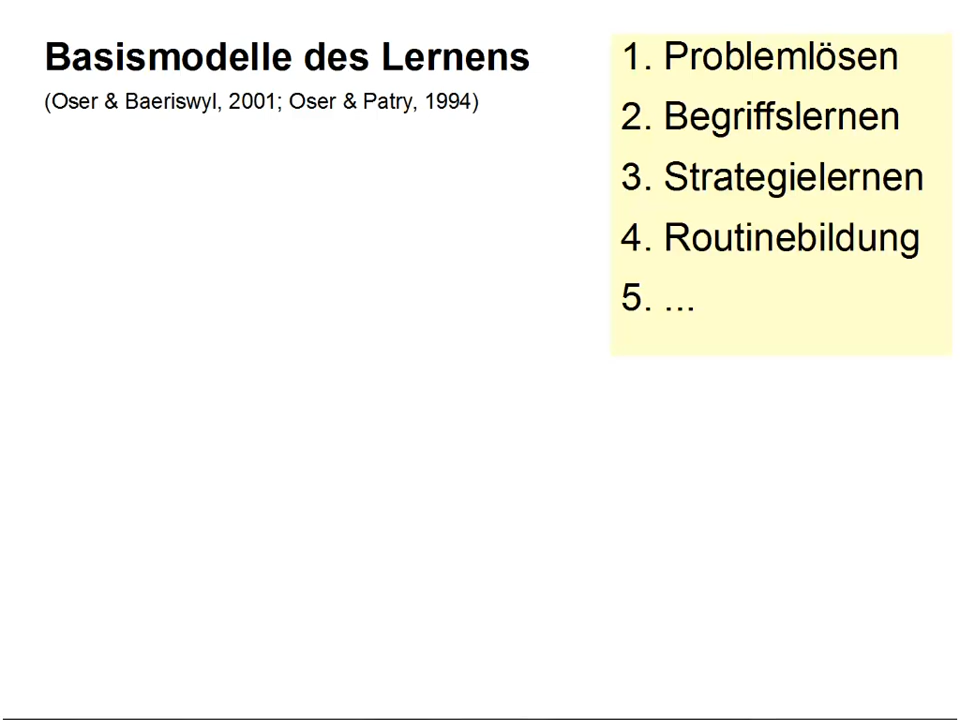 Basismodelle des Lernens
(Oser & Baeriswyl, 2001; Oser & Patry, 1994)
1. Problemlösen
2. Begriffslernen
3. Strategielernen
4. Routinebildung
5. ...